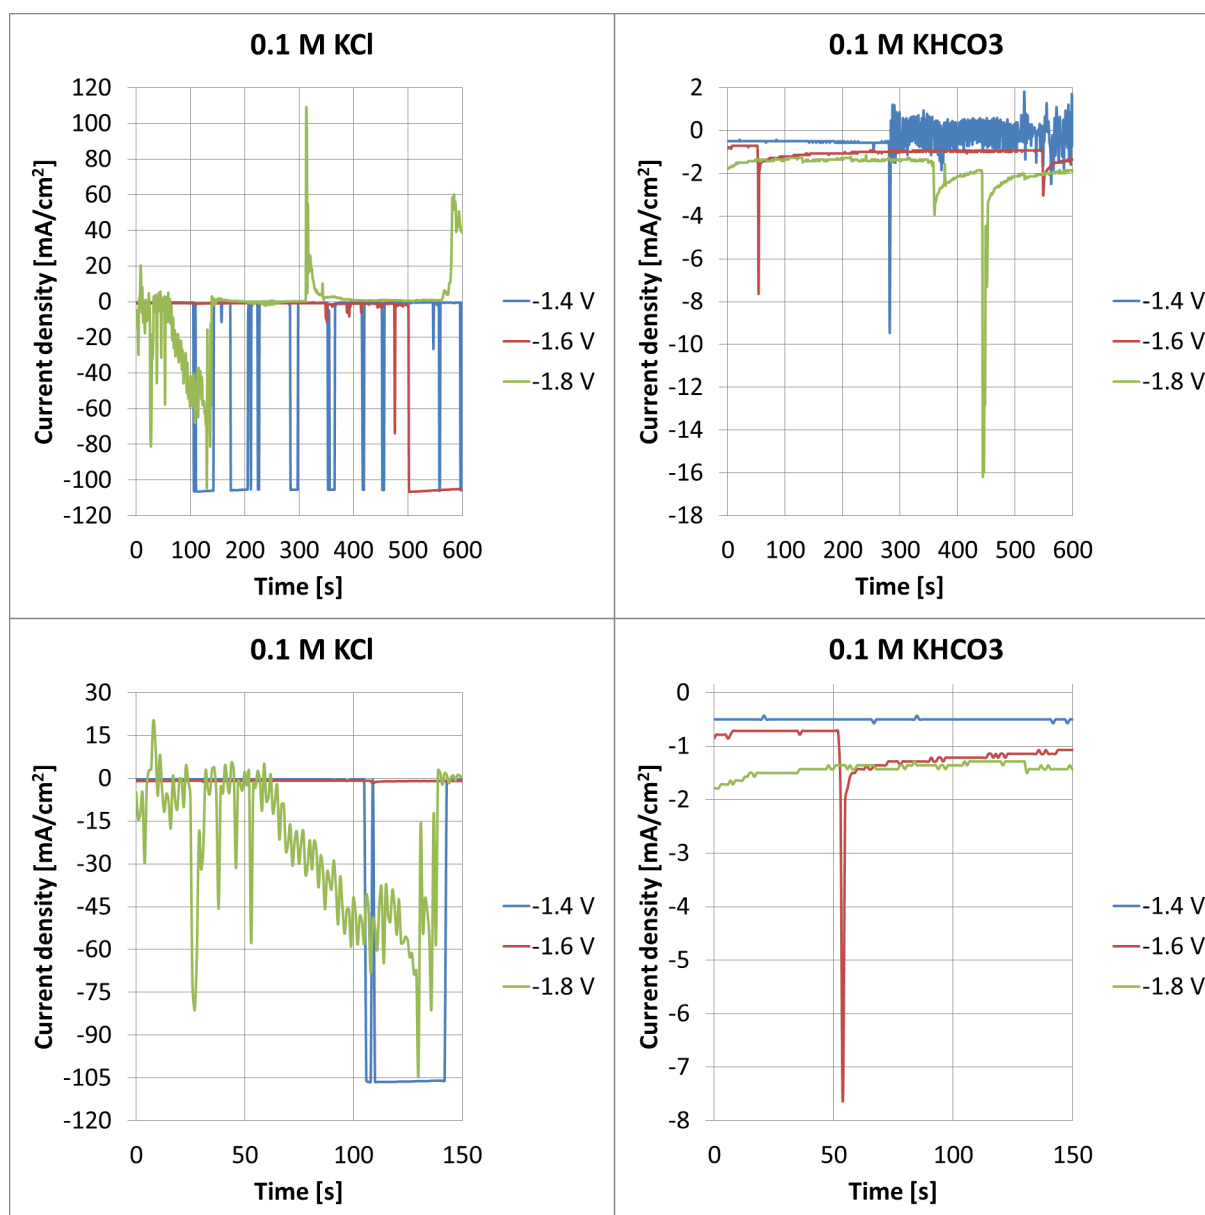 0.1 M KCl
Current density [mA/cm²]
120
100
80
60
40
20
0
-20
-40
-60
-80
-100
-120
0 100 200 300 400 500 600
Time [s]
-1.4 V
-1.6 V
-1.8 V
0.1 M KHCO3
Current density [mA/cm²]
2
0
-2
-4
-6
-8
-10
-12
-14
-16
-18
0 100 200 300 400 500 600
Time [s]
-1.4 V
-1.6 V
-1.8 V
0.1 M KCl
Current density [mA/cm²]
30
15
0
-15
-30
-45
-60
-75
-90
-105
-120
0 50 100 150
Time [s]
-1.4 V
-1.6 V
-1.8 V
0.1 M KHCO3
Current density [mA/cm²]
0
-1
-2
-3
-4
-5
-6
-7
-8
0 50 100 150
Time [s]
-1.4 V
-1.6 V
-1.8 V